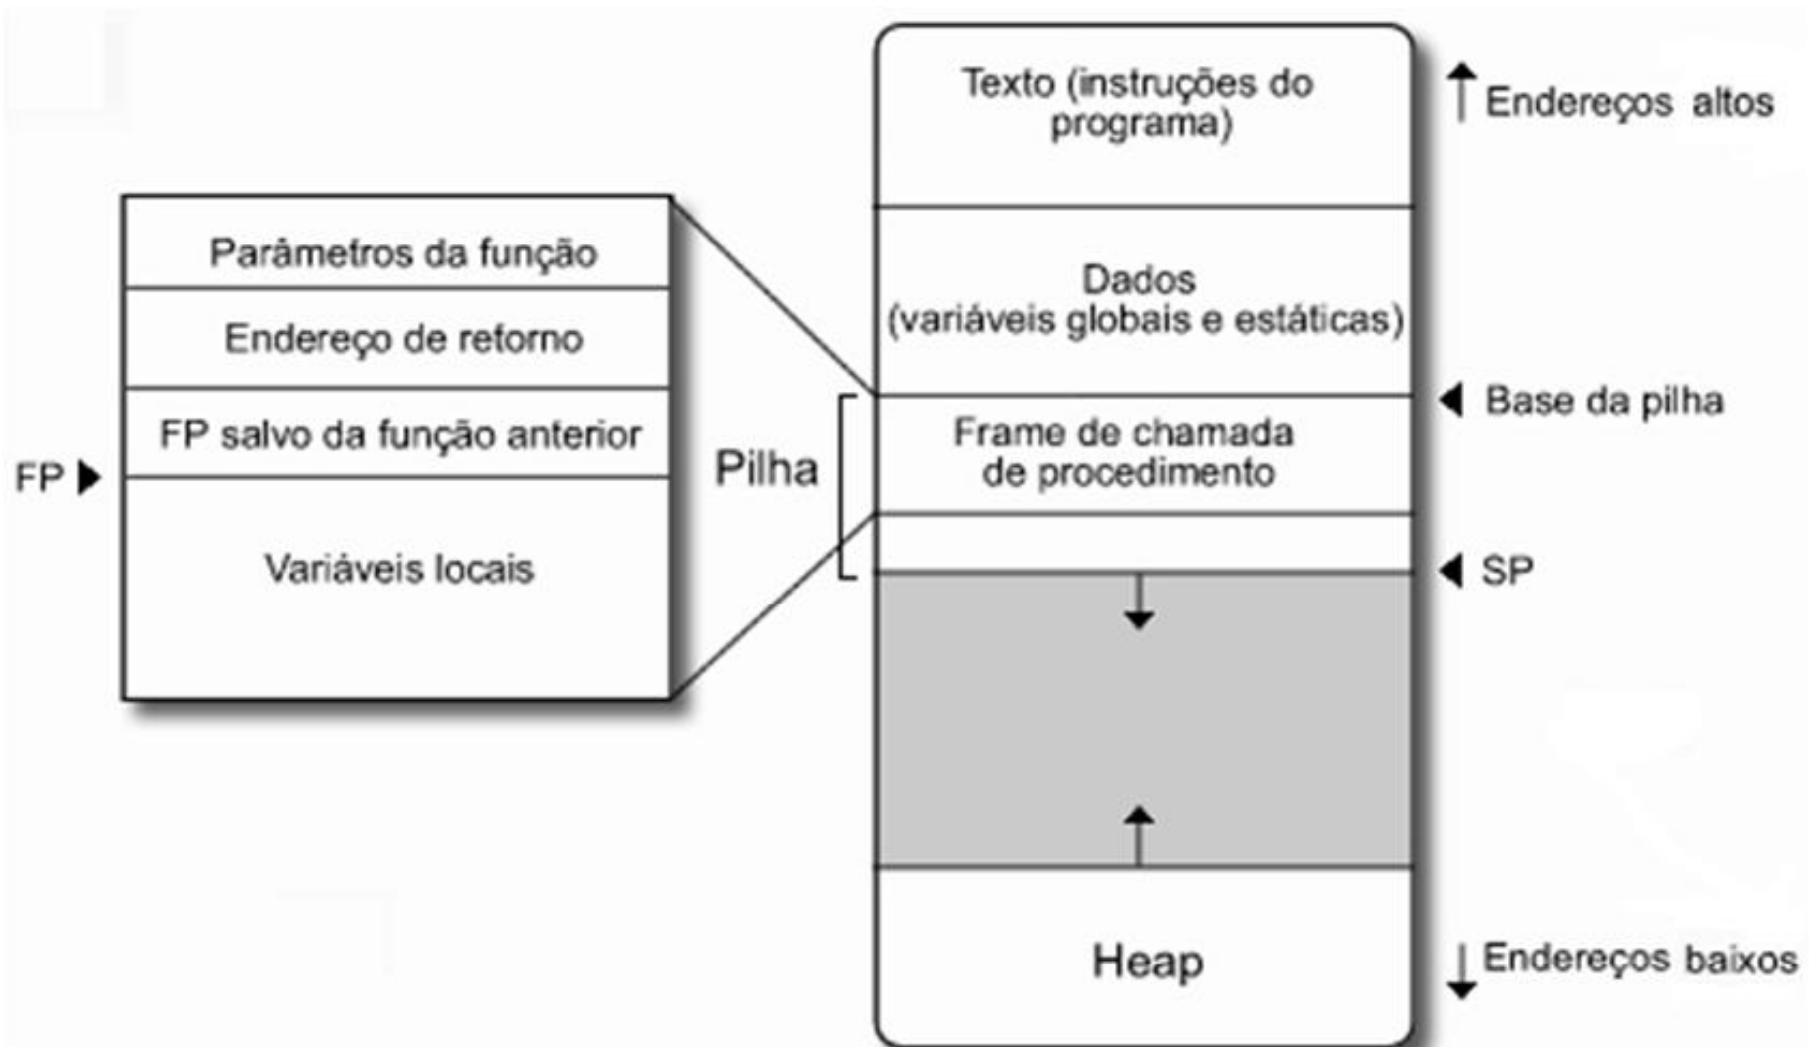 Texto (instruções do
programa)
Endereços altos
Dados
(variáveis globais e estáticas)
Parâmetros da função
Endereço de retorno
FP salvo da função anterior
FP
Variáveis locais
Pilha
Base da pilha
Frame de chamada
de procedimento
SP
Heap
Endereços baixos